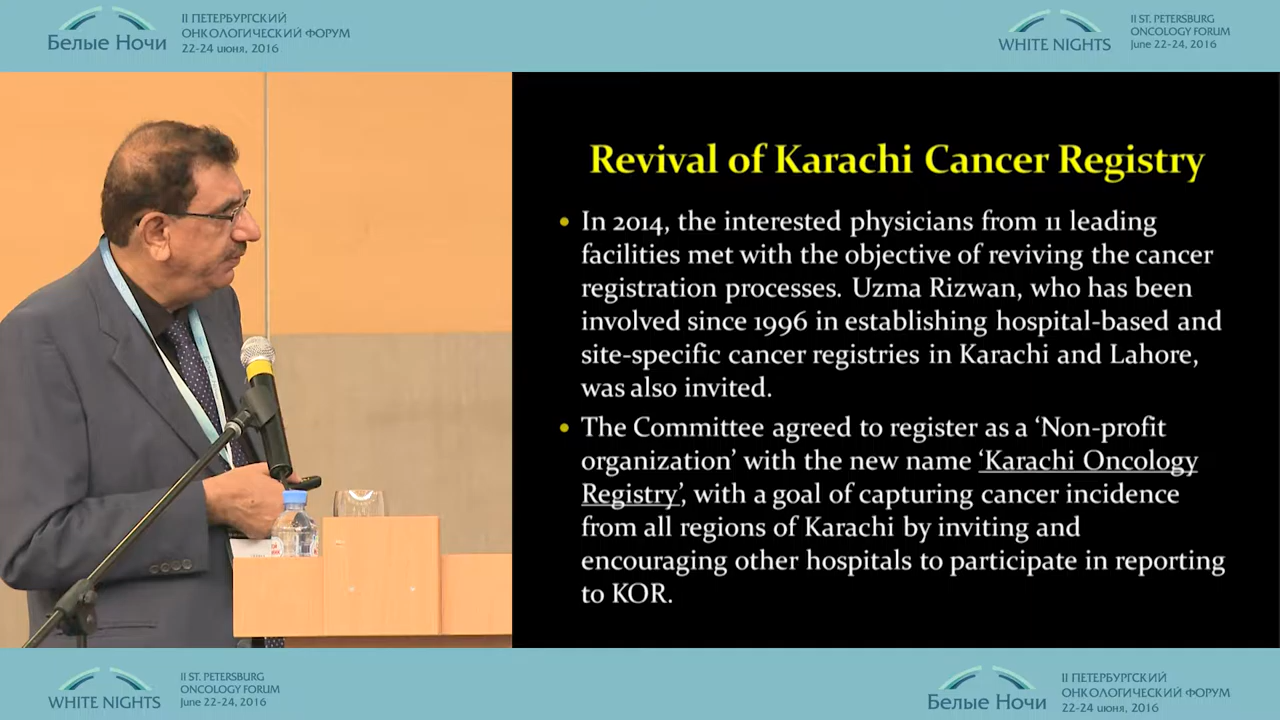 II ПЕТЕРБУРГСКИЙ
ОНКОЛОГИЧЕСКИЙ ФОРУМ
Белые Ночи
22-24 июня, 2016
II ST. PETERSBURG
ONCOLOGY FORUM
WHITE NIGHTS
June 22-24, 2016
Revival of Karachi Cancer Registry
• In 2014, the interested physicians from 11 leading
facilities met with the objective of reviving the cancer
registration processes. Uzma Rizwan, who has been
involved since 1996 in establishing hospital-based and
site-specific cancer registries in Karachi and Lahore,
was also invited.
• The Committee agreed to register as a ‘Non-profit
organization’ with the new name ‘Karachi Oncology
Registry’, with a goal of capturing cancer incidence
from all regions of Karachi by inviting and
encouraging other hospitals to participate in reporting
to KOR.
II ST. PETERSBURG
ONCOLOGY FORUM
WHITE NIGHTS
June 22-24, 2016
II ПЕТЕРБУРГСКИЙ
ОНКОЛОГИЧЕСКИЙ ФОРУМ
Белые Ночи
22-24 июня, 2016